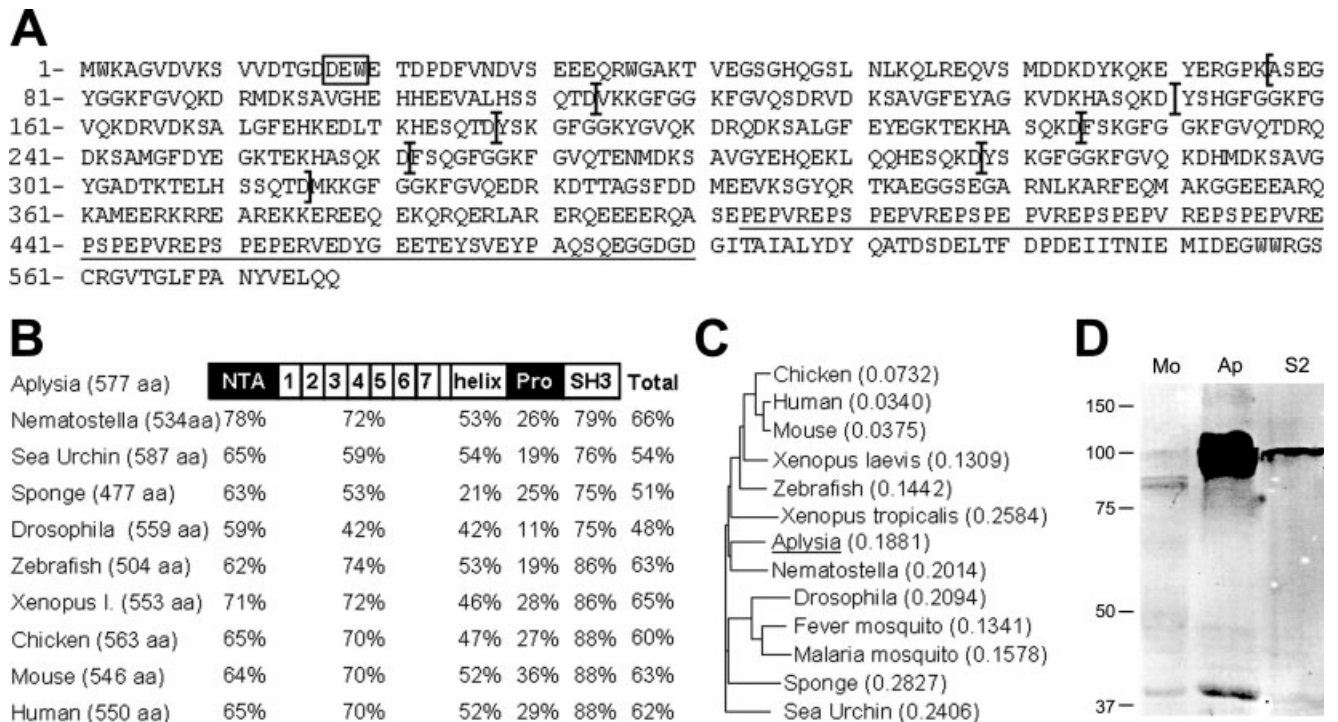 A
1- MWKAGVDVKS VVDTGDDEWE TDPDFVNDVS EEEQRWGAKT VEGSGHQGSL NLKQLREQVS MDDKDYKQKE YERGPKASEG
81- YGGKFGVQKD RMDKSAVGHE HHEEVALHSS QTDVKKGFGG KFGVQSDRVD KSAVGFEYAG KVDKHASQKD YSHGFGGKFG
161- VQKDRVDKSA LGFEHKEDLT KHESQTDYSK GFGGKYGVQK DRQDKSALGF EYEGKTEKHA SQKDFSKGFG GKFGVQTDRQ
241- DKSAMGFDYE GKTEKHASQK DFSQGFGGKF GVQTENMDKS AVGYEHQEKL QQHESQKDYS KGFGGKFGVQ KDHMDKSAVG
301- YGADTKTELH SSQTDMKKGF GGKFGVQEDR KDTTAGSFDD MEEVKSGYQR TKAEGGSEGA RNLKARFEQM AKGGEEEARQ
361- KAMEERKRRE AREKKEREEQ EKQRQERLAR ERQEEEERQA SEPEPVREPS PEPVREPSPE PVREPSPEPV REPSPEPVRE
441- PSPEPVREPS PEPERVEDYG EETEYSVEYP AQSQEGGDGD GITAIALYDY QATDSDELTF DPDEIITNIE MIDEGWWRGS
561- CRGVTGLFPA NYVELQQ
B
Aplysia (577 aa) NTA 1 2 3 4 5 6 7 helix Pro SH3 Total
Nematostella (534aa) 78% 72% 53% 26% 79% 66%
Sea Urchin (587 aa) 65% 59% 54% 19% 76% 54%
Sponge (477 aa) 63% 53% 21% 25% 75% 51%
Drosophila (559 aa) 59% 42% 42% 11% 75% 48%
Zebrafish (504 aa) 62% 74% 53% 19% 86% 63%
Xenopus l. (553 aa) 71% 72% 46% 28% 86% 65%
Chicken (563 aa) 65% 70% 47% 27% 88% 60%
Mouse (546 aa) 64% 70% 52% 36% 88% 63%
Human (550 aa) 65% 70% 52% 29% 88% 62%
C
Chicken (0.0732)
Human (0.0340)
Mouse (0.0375)
Xenopus laevis (0.1309)
Zebrafish (0.1442)
Xenopus tropicalis (0.2584)
Aplysia (0.1881)
Nematostella (0.2014)
Drosophila (0.2094)
Fever mosquito (0.1341)
Malaria mosquito (0.1578)
Sponge (0.2827)
Sea Urchin (0.2406)
D
Mo Ap S2
150
100
75
50
37